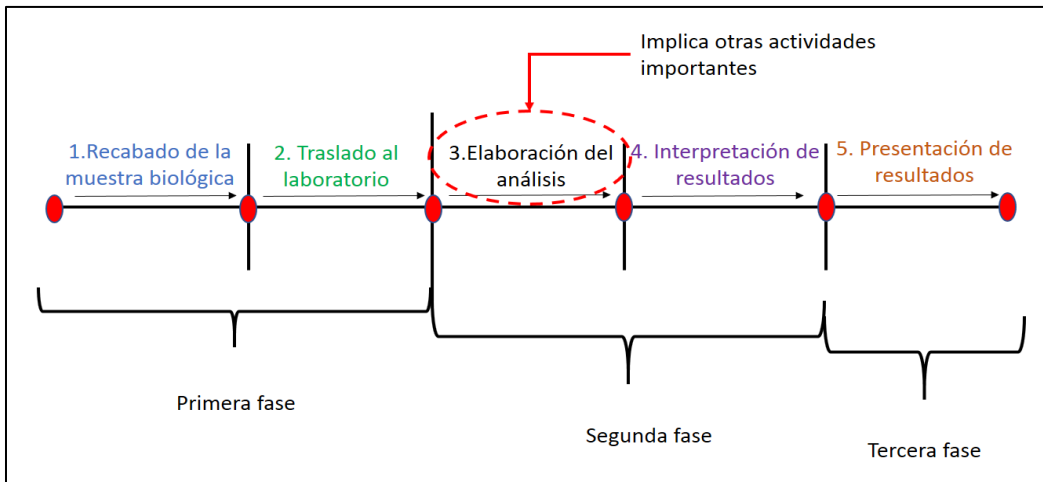 Implica otras actividades
importantes
1.Recabado de la
muestra biológica
2. Traslado al
laboratorio
3.Elaboración del
análisis
4. Interpretación de
resultados
5. Presentación de
resultados
Primera fase
Segunda fase
Tercera fase